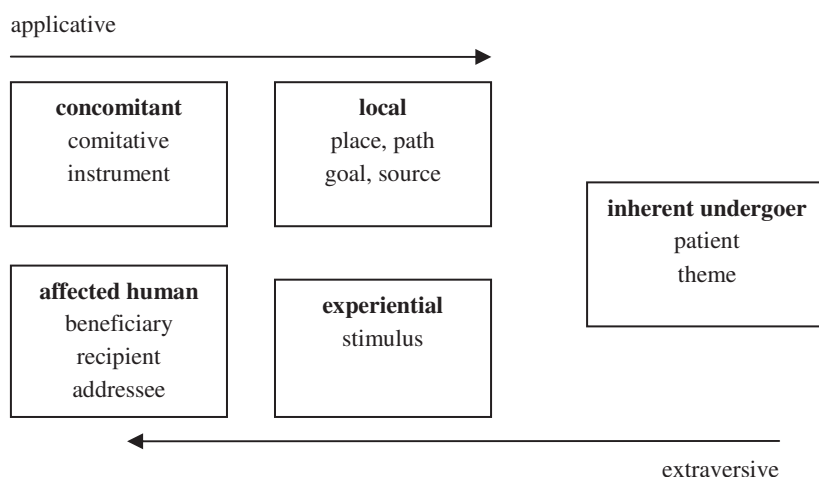 applicative
concomitant
comitative
instrument
local
place, path
goal, source
inherent undergoer
patient
theme
affected human
beneficiary
recipient
addressee
experiential
stimulus
extraversive